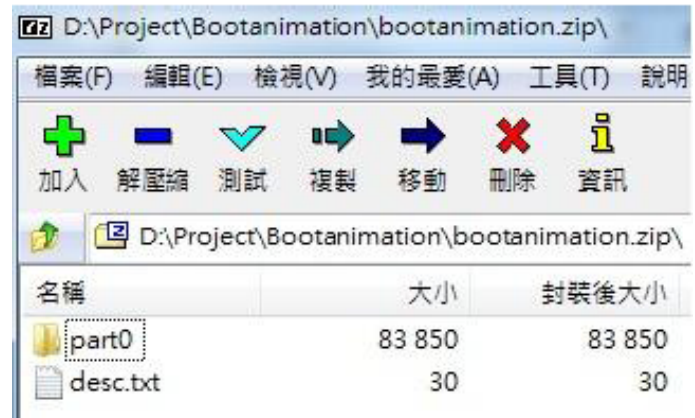 7z D:\Project\Bootanimation\bootanimation.zip\
檔案(F) 編輯(E) 檢視(V) 我的最愛(A) 工具(T) 說明
加入 解壓縮 測試 複製 移動 刪除 資訊
D:\Project\Bootanimation\bootanimation.zip\
名稱 大小 封裝後大小
part0 83 850 83 850
desc.txt 30 30